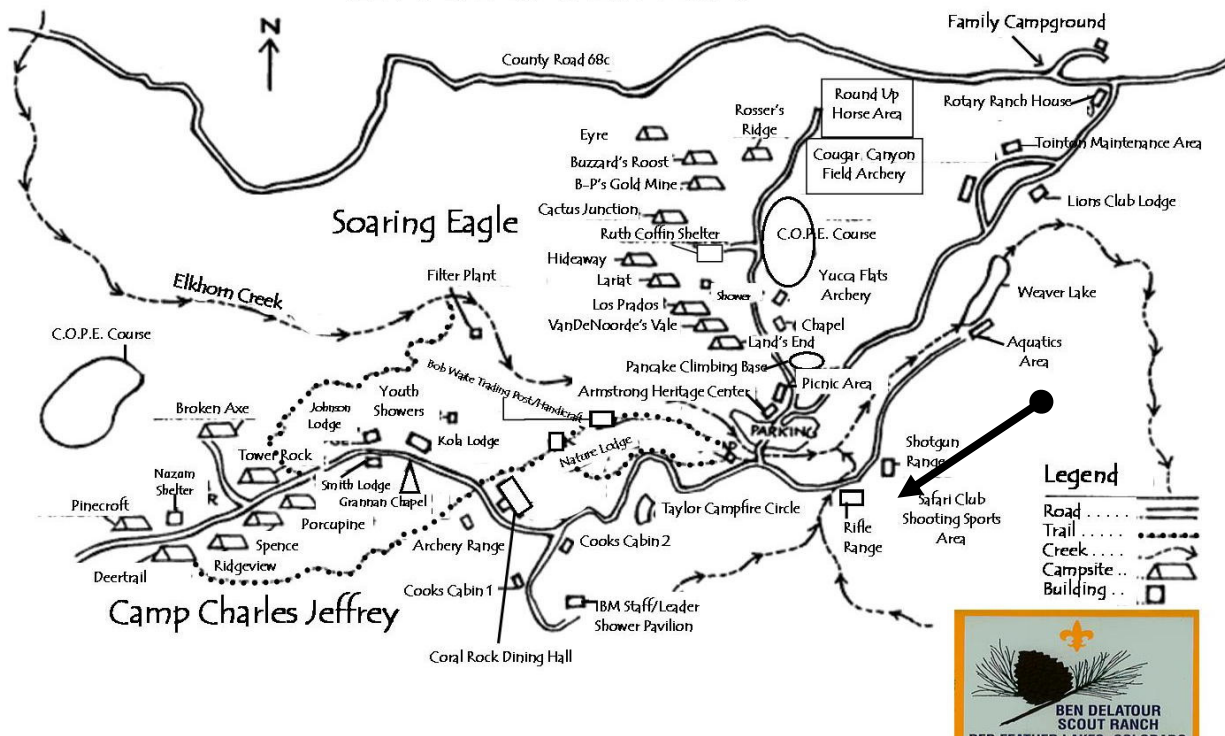 N
Family Campground
County Road 68c
Rotary Ranch House
Round Up
Horse Area
Rosser's
Ridge
Eyre
Tointon Maintenance Area
Buzzard's Roost
Cougar Canyon
Field Archery
B-P's Gold Mine
Lions Club Lodge
Cactus Junction
Soaring Eagle
Ruth Coffin Shelter
C.O.P.E. Course
Hideaway
Filter Plant
Lariat
Shower
Yucca Flats
Archery
Weaver Lake
Elkhorn Creek
Los Prados
VanDeNoorde's Vale
Chapel
C.O.P.E. Course
Land's End
Aquatics
Area
Pancake Climbing Base
Bob Waite Trading Post/Handicraft
Armstrong Heritage Center
Picnic Area
Youth
Showers
Broken Axe
Johnson
Lodge
Kola Lodge
PARKING
Nature Lodge
Shotgun
Range
Tower Rock
Nazum
Shelter
Smith Lodge
Grannan Chapel
Legend
Pinecroft
R
Porcupine
Taylor Campfire Circle
Rifle
Range
Safari Club
Shooting Sports
Area
Road . . . . .
Trail . . . . .
Creek . . . . .
Campsite . .
Building . .
Spence
Archery Range
Cooks Cabin 2
Deertrail
Ridgeview
Cooks Cabin 1
Camp Charles Jeffrey
IBM Staff/Leader
Shower Pavilion
Coral Rock Dining Hall
BEN DELATOUR
SCOUT RANCH
RED FEATHER LAKES, COLORADO